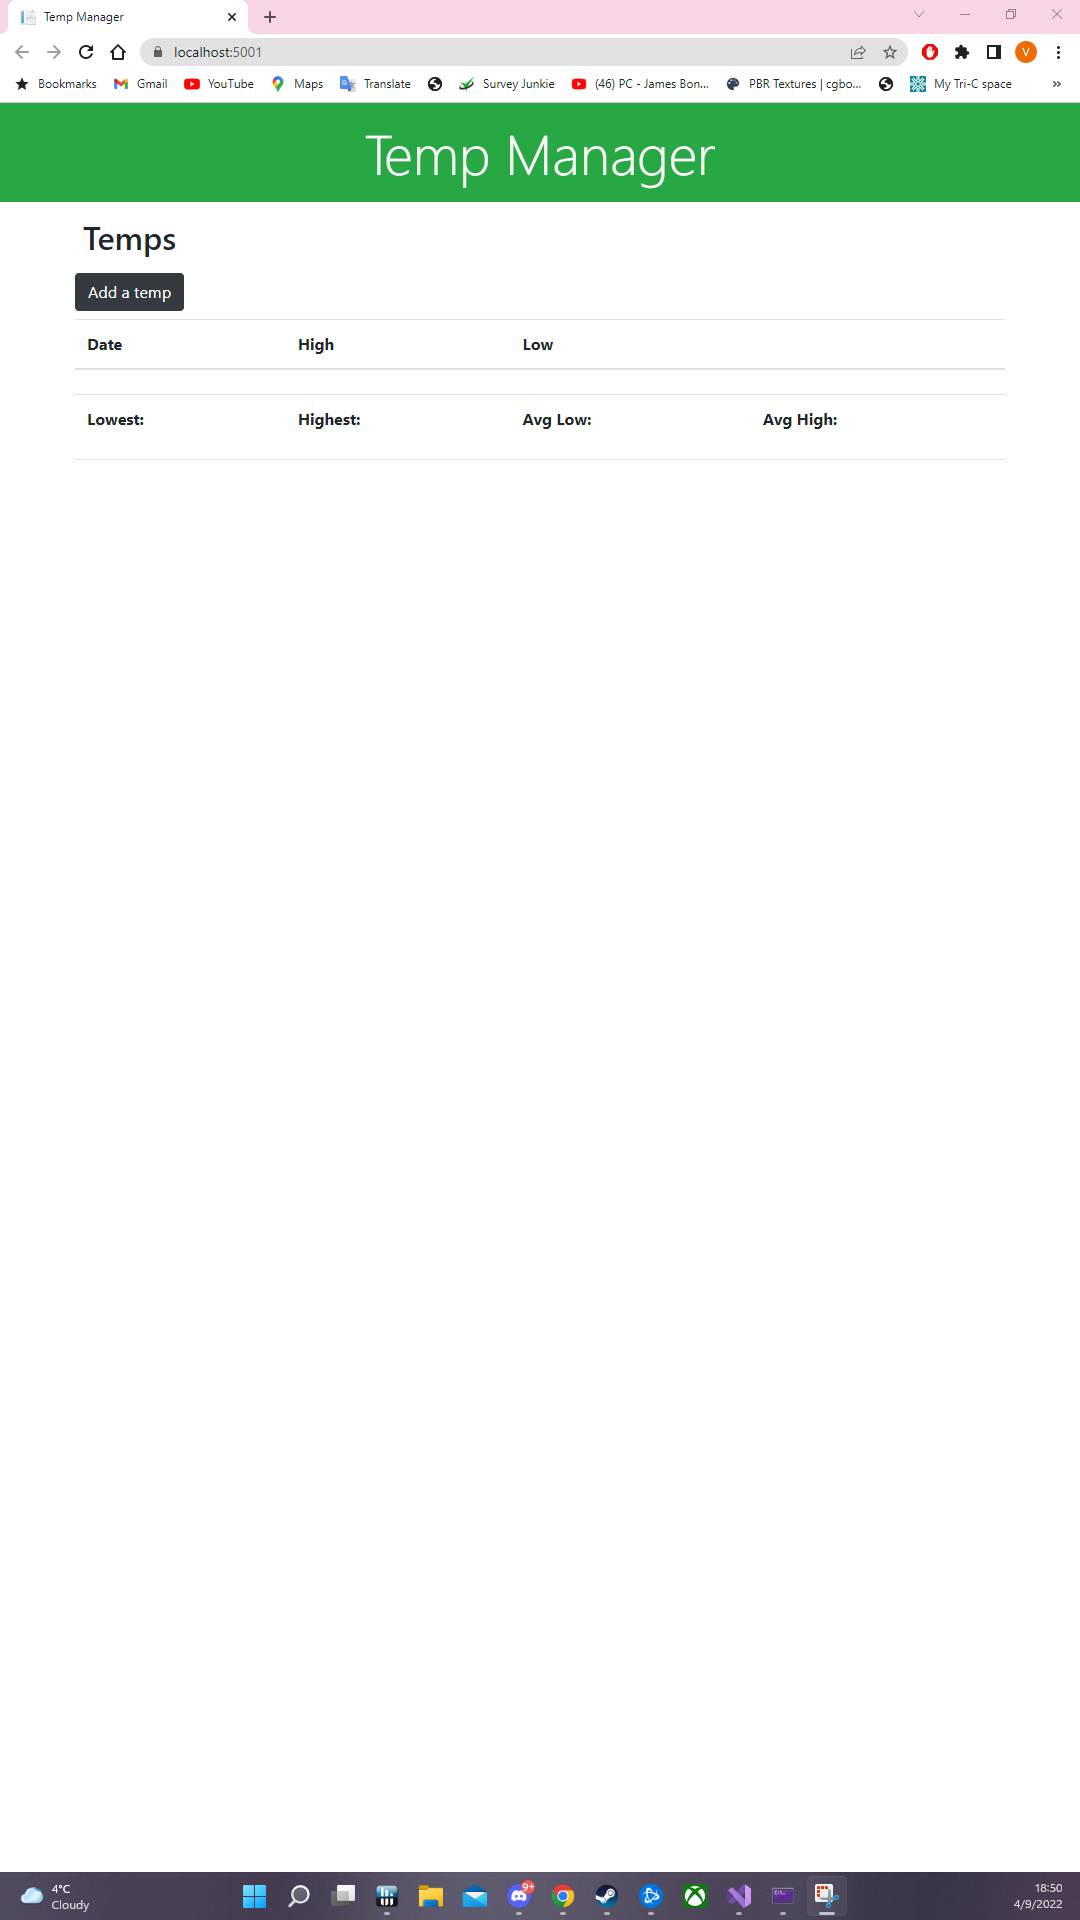 Temp Manager
localhost:5001
V
Bookmarks Gmail YouTube Maps Translate Survey Junkie (46) PC - James Bon... PBR Textures | cgbo... My Tri-C space »
Temp Manager
Temps
Add a temp
Date High Low
Lowest: Highest: Avg Low: Avg High:
4°C
Cloudy
9+
18:50
4/9/2022